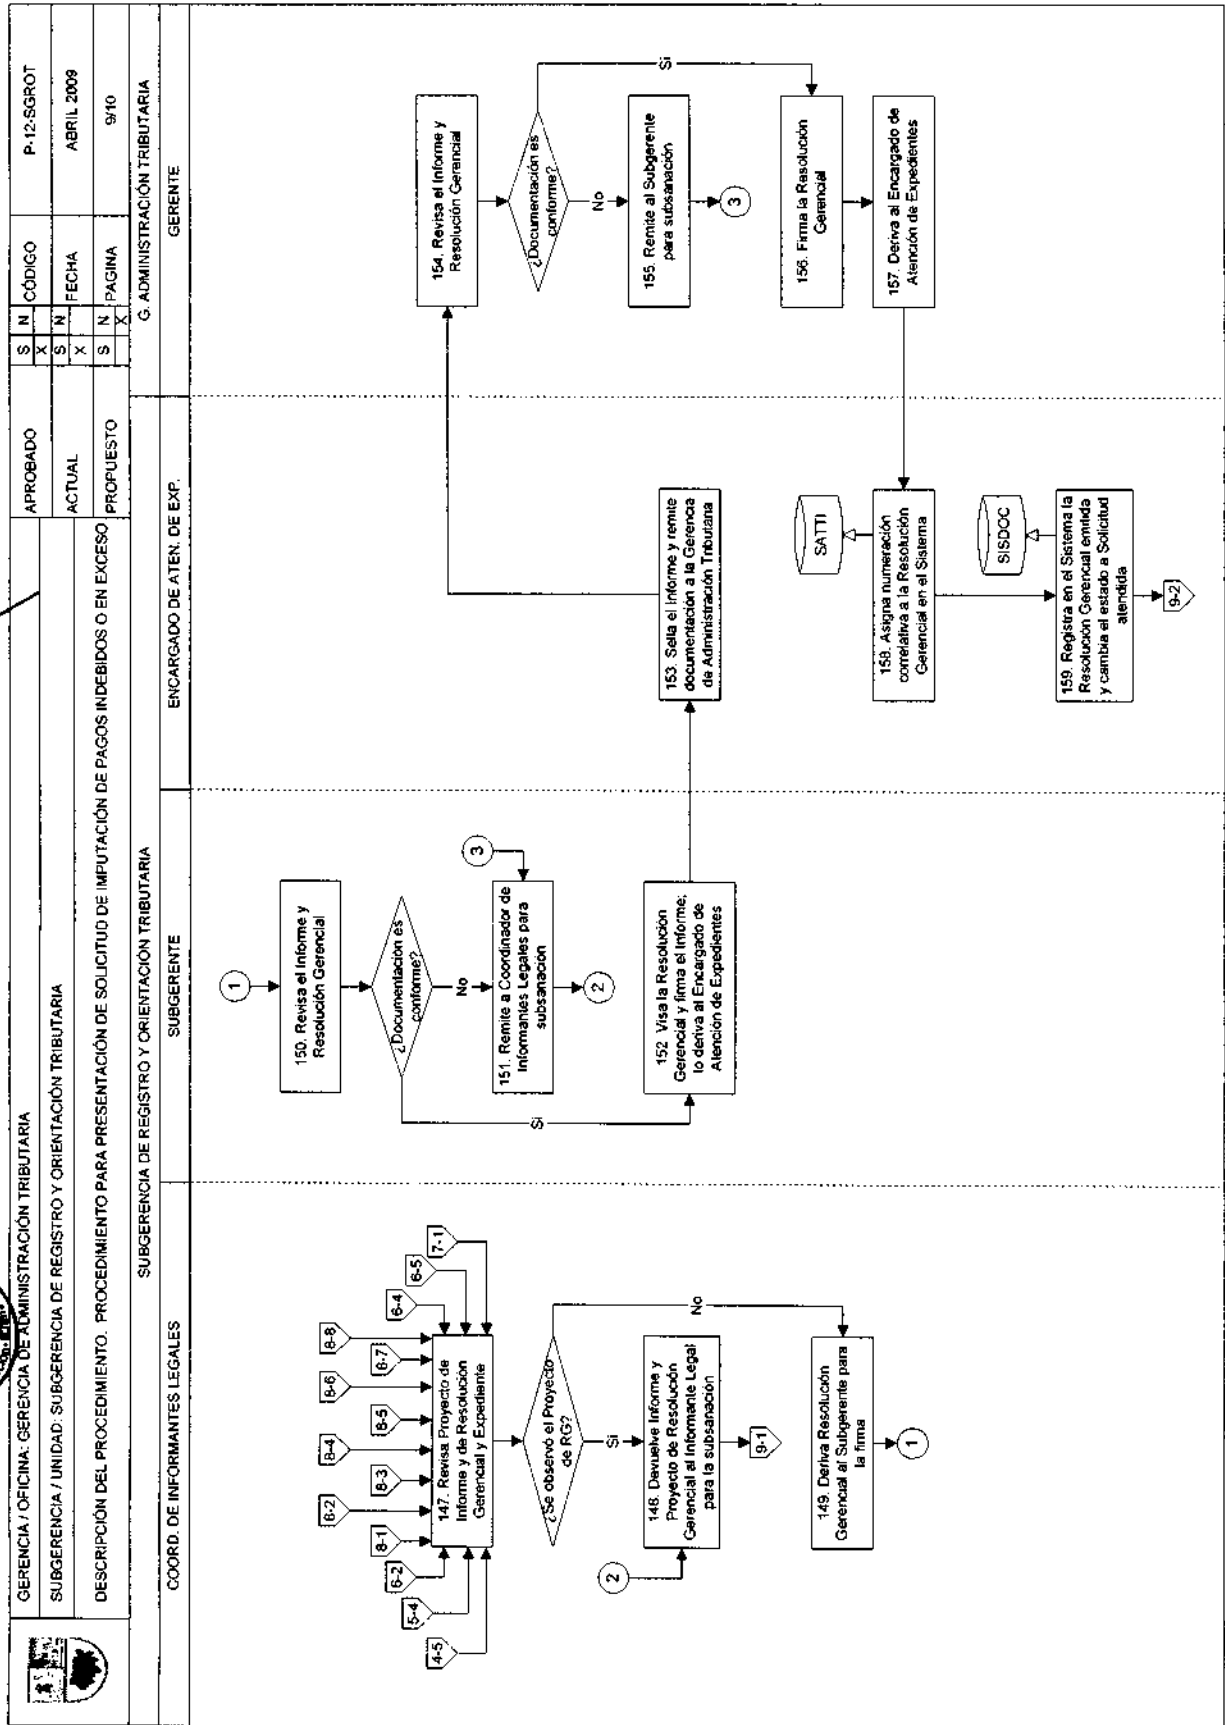 GERENCIA / OFICINA: GERENCIA DE ADMINISTRACIÓN TRIBUTARIA
APROBADO
S N
X
CÓDIGO
P-12-SGROT
SUBGERENCIA / UNIDAD: SUBGERENCIA DE REGISTRO Y ORIENTACIÓN TRIBUTARIA
ACTUAL
S N
X
FECHA
ABRIL 2009
DESCRIPCIÓN DEL PROCEDIMIENTO. PROCEDIMIENTO PARA PRESENTACIÓN DE SOLICITUD DE IMPUTACIÓN DE PAGOS INDEBIDOS O EN EXCESO
PROPUESTO
S N
X
PAGINA
9/10
SUBGERENCIA DE REGISTRO Y ORIENTACIÓN TRIBUTARIA
G. ADMINISTRACIÓN TRIBUTARIA
COORD. DE INFORMANTES LEGALES
SUBGERENTE
ENCARGADO DE ATEN. DE EXP.
GERENTE
4-5
5-4
6-2
8-1
8-3
8-4
8-5
8-6
8-7
8-8
6-4
6-5
7-1
147. Revisa Proyecto de
Informe y de Resolución
Gerencial y Expediente
¿Se observó el Proyecto
de RG?
Si
No
2
148. Devuelve Informe y
Proyecto de Resolución
Gerencial al Informante Legal
para la subsanación
9-1
149. Deriva Resolución
Gerencial al Subgerente para
la firma
1
1
150. Revisa el Informe y
Resolución Gerencial
¿Documentación es
conforme?
No
Si
3
151. Remite a Coordinador de
Informantes Legales para
subsanación
2
152 Visa la Resolución
Gerencial y firma el Informe;
lo deriva al Encargado de
Atención de Expedientes
153. Sella el Informe y remite
documentación a la Gerencia
de Administración Tributaria
154. Revisa el Informe y
Resolución Gerencial
¿Documentación es
conforme?
No
Si
155. Remite al Subgerente
para subsanación
3
156. Firma la Resolución
Gerencial
157. Deriva al Encargado de
Atención de Expedientes
SATTI
158. Asigna numeración
correlativa a la Resolución
Gerencial en el Sistema
SISDOC
159. Registra en el Sistema la
Resolución Gerencial emitida
y cambia el estado a Solicitud
atendida
9-2